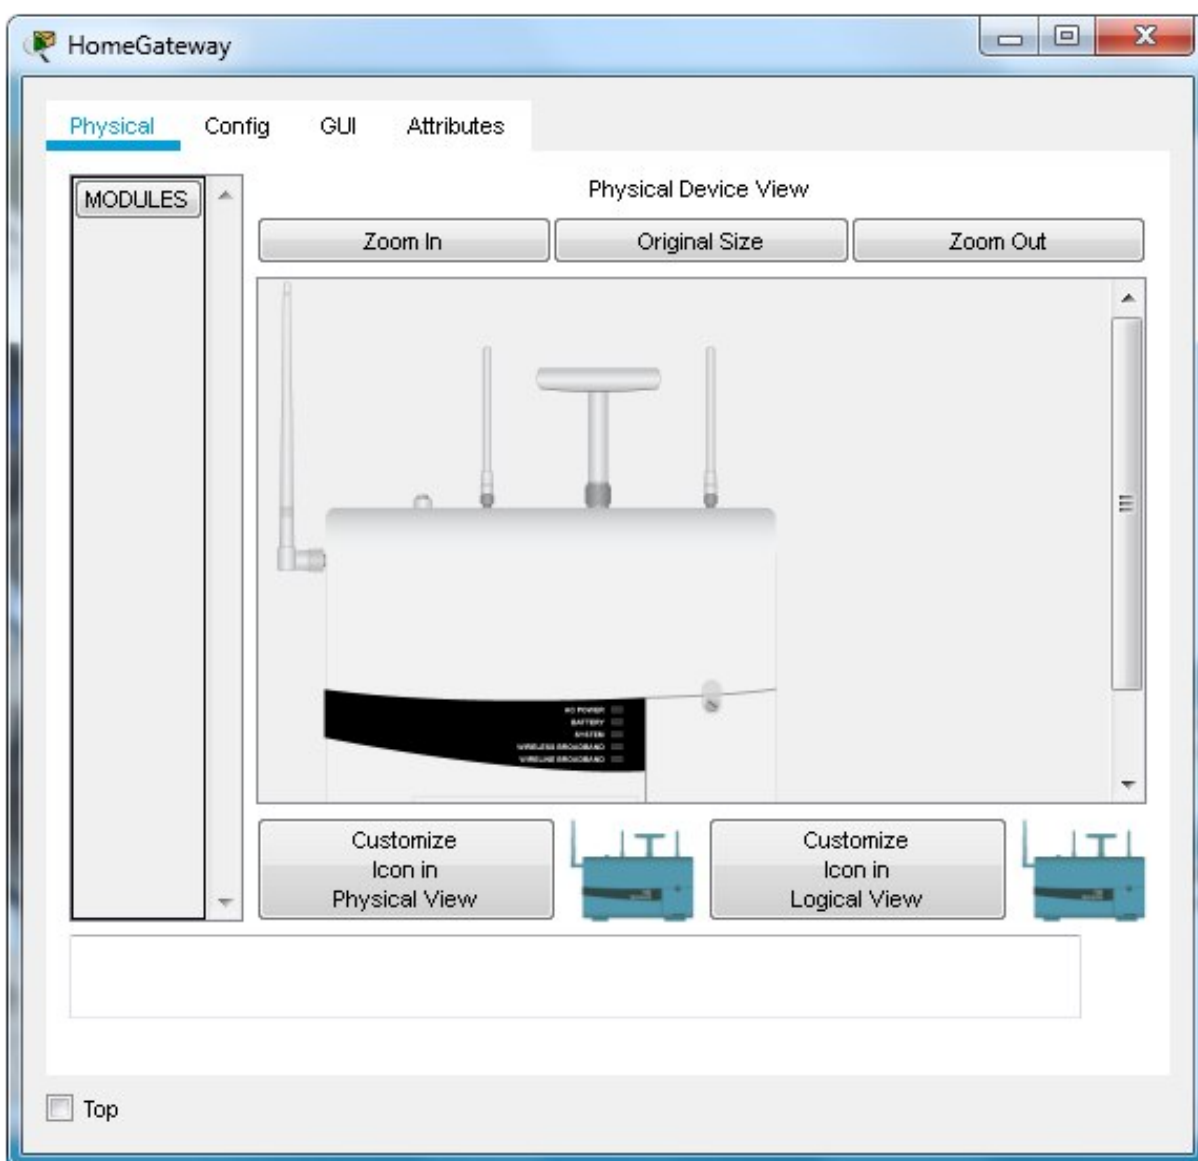 HomeGateway
Physical Config GUI Attributes
MODULES
Physical Device View
Zoom In Original Size Zoom Out
AC POWER
BATTERY
SYSTEM
WIRELESS BROADBAND
WIRELINE BROADBAND
Customize
Icon in
Physical View
Customize
Icon in
Logical View
Top